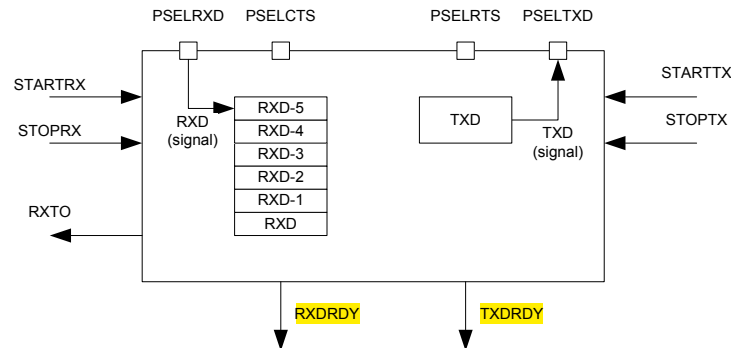 PSELRXD PSELCTS PSELRTS PSELTXD
STARTRX
STOPRX
RXTO
RXD
(signal)
RXD-5
RXD-4
RXD-3
RXD-2
RXD-1
RXD
TXD
TXD
(signal)
STARTTX
STOPTX
RXDRDY
TXDRDY